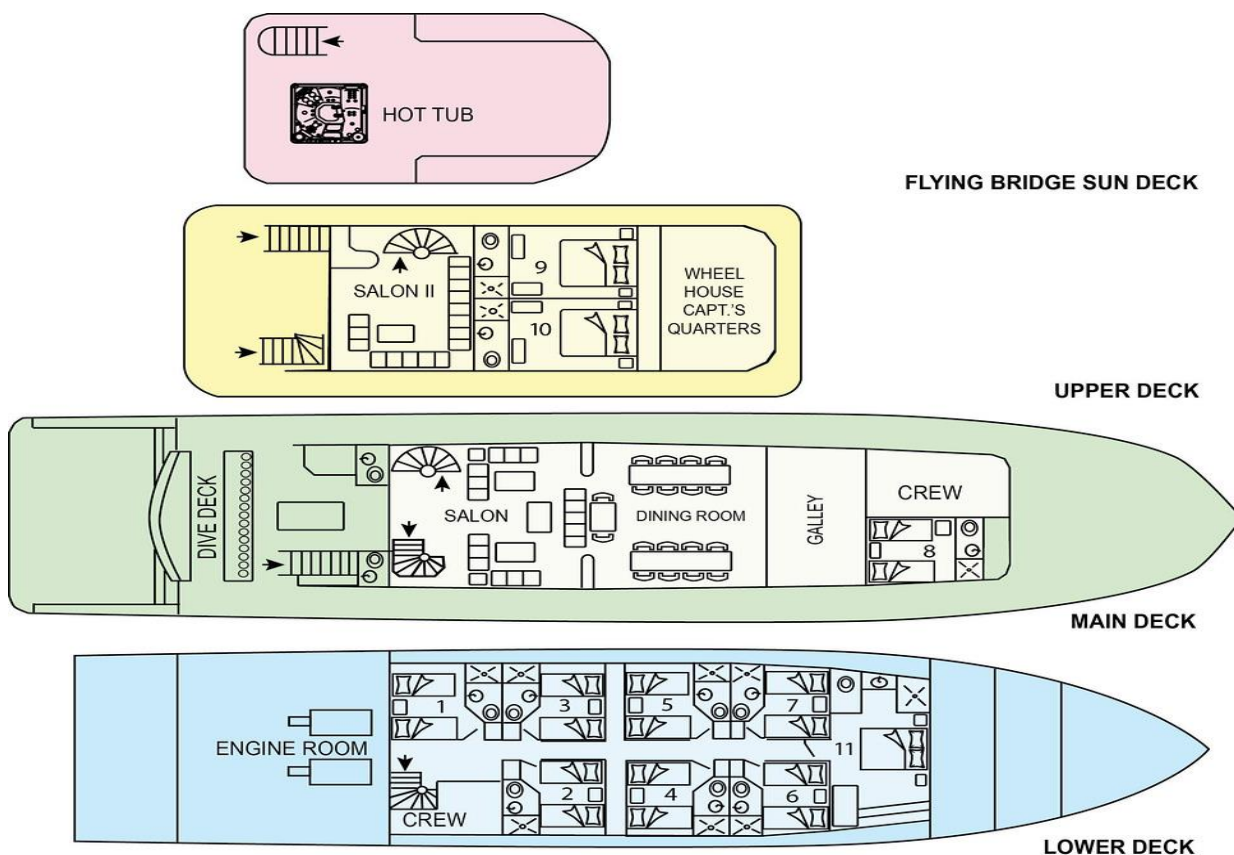 HOT TUB
FLYING BRIDGE SUN DECK
SALON II
9
10
WHEEL
HOUSE
CAPT.'S
QUARTERS
UPPER DECK
DIVE DECK
SALON
DINING ROOM
GALLEY
CREW
8
MAIN DECK
ENGINE ROOM
1
3
5
7
11
2
4
6
CREW
LOWER DECK